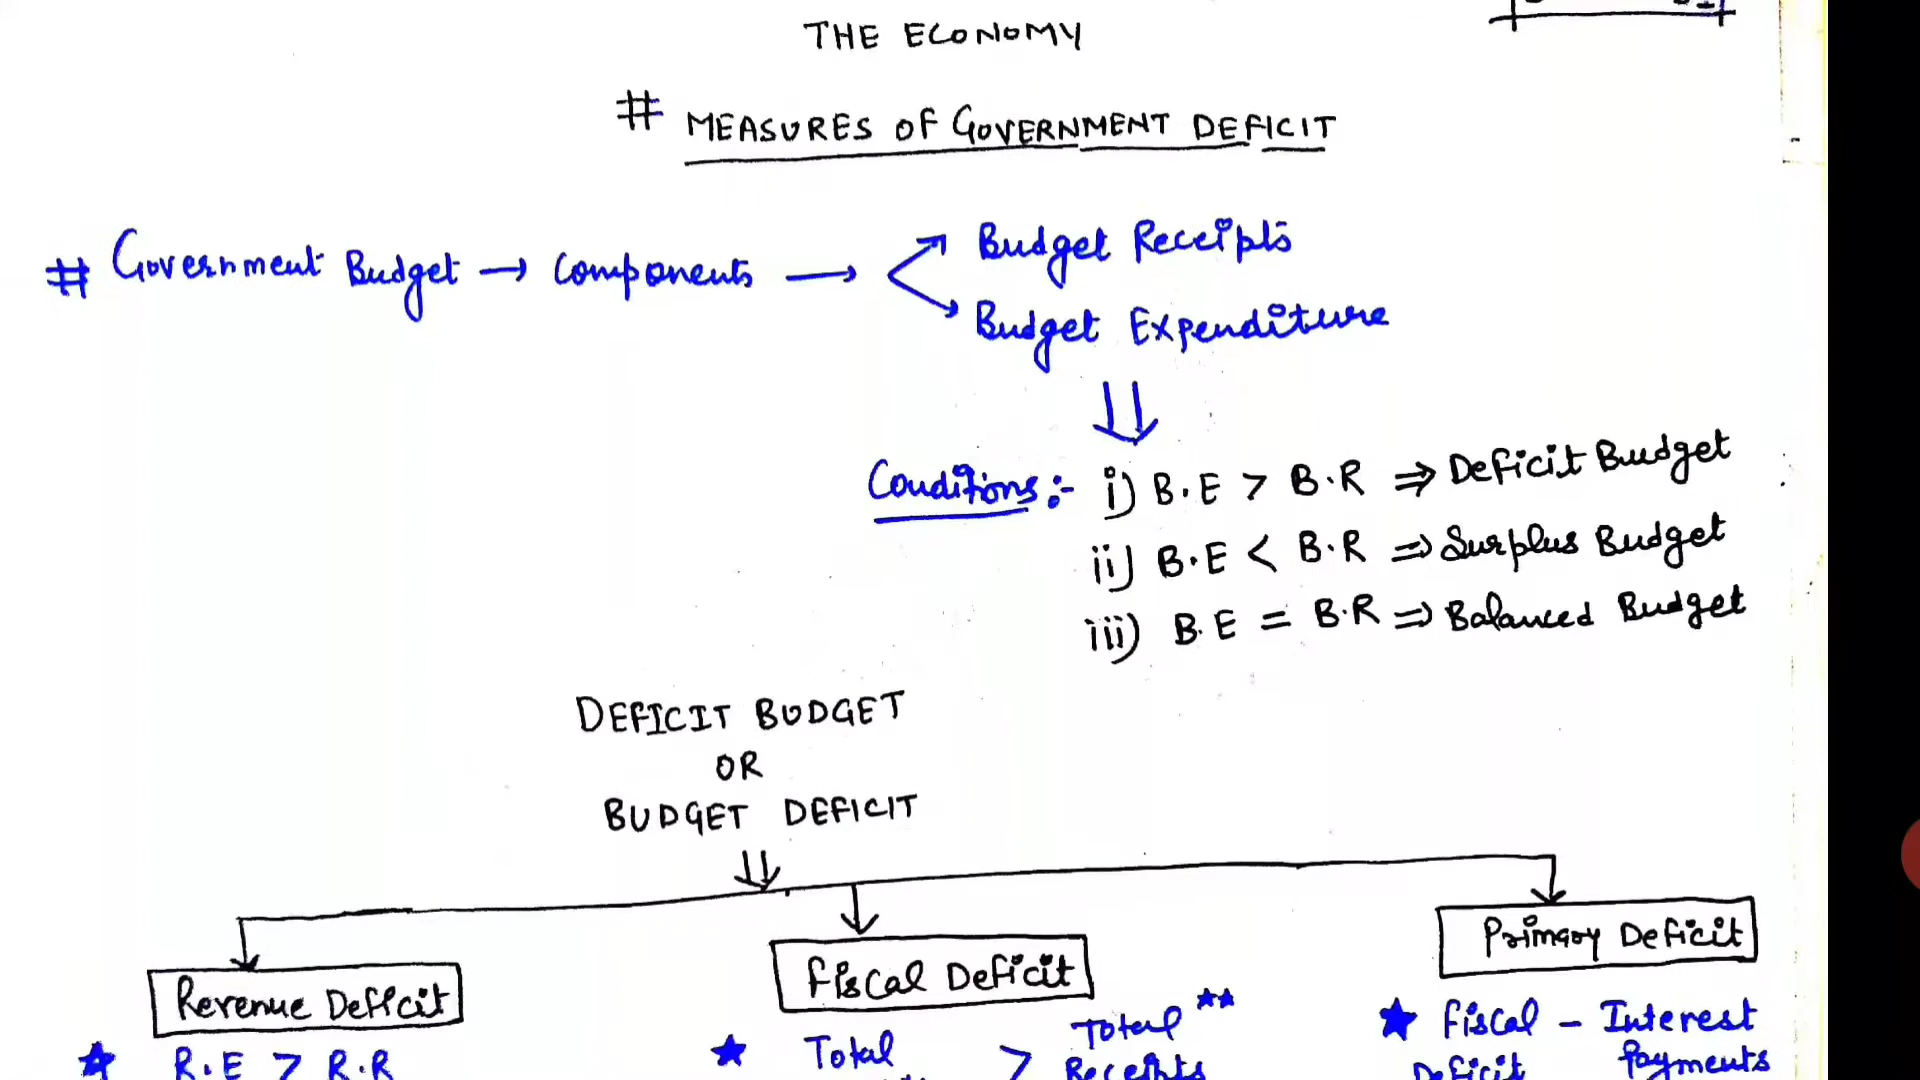 THE ECONOMY
# MEASURES OF GOVERNMENT DEFICIT
# Government Budget → Components → Budget Receipts
Budget Expenditure
Conditions:- i) B.E > B.R ⇒ Deficit Budget
ii) B.E < B.R ⇒ Surplus Budget
iii) B.E = B.R ⇒ Balanced Budget
DEFICIT BUDGET
OR
BUDGET DEFICIT
Revenue Deficit
★ R.E > R.R
Fiscal Deficit
★ Total > Total **
Receipts
Primary Deficit
★ Fiscal - Interest
Deficit Payments